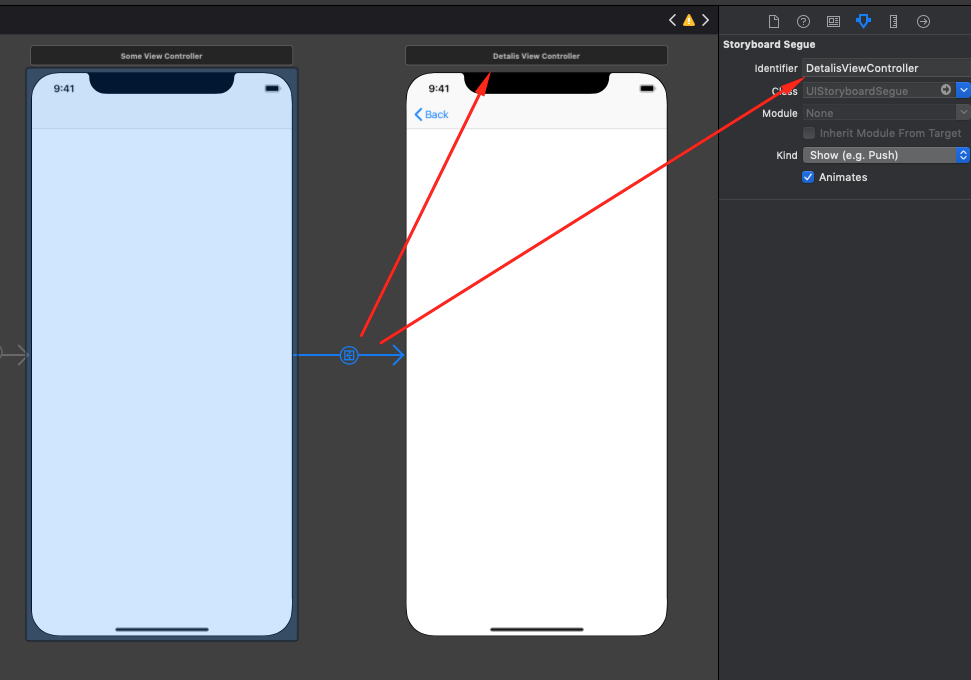 Some View Controller
9:41
Detalis View Controller
9:41
Back
Storyboard Segue
Identifier DetalisViewController
Class UIStoryboardSegue
Module None
Inherit Module From Target
Kind Show (e.g. Push)
Animates